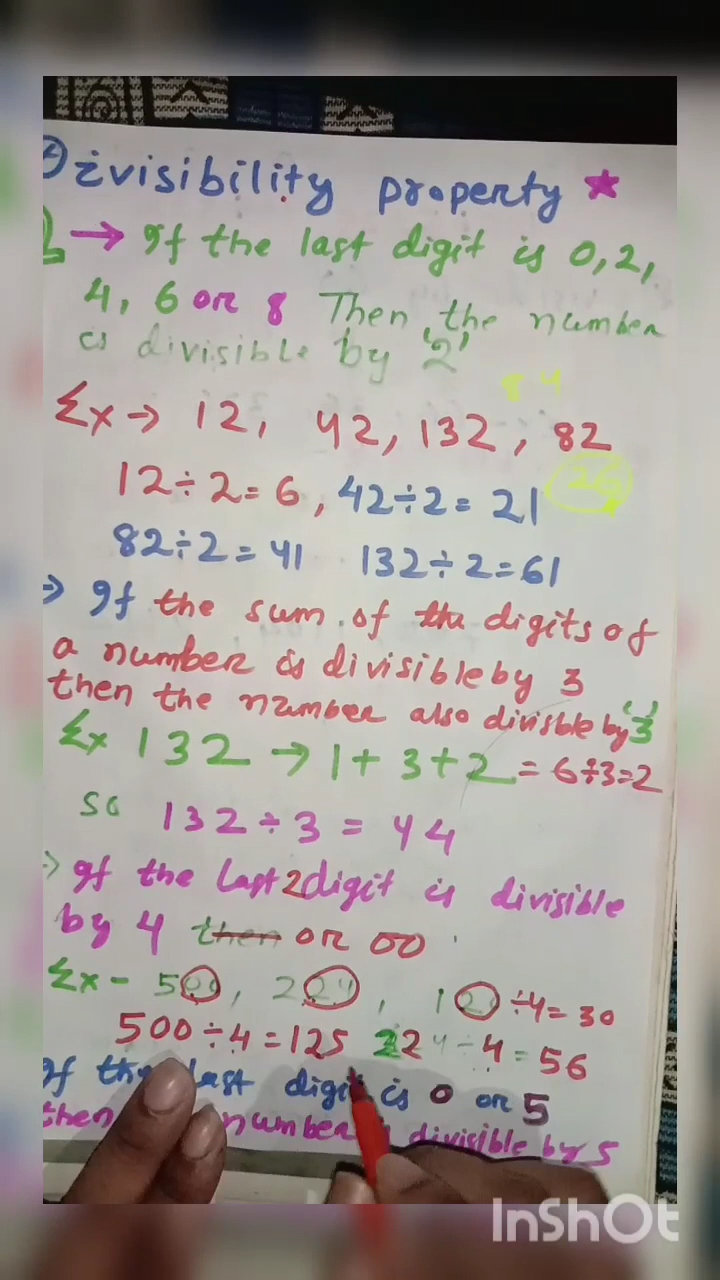 Divisibility property *
2 → If the last digit is 0, 2,
4, 6 or 8 Then the number
is divisible by '2'
84
Ex → 12, 42, 132, 82
26
12 ÷ 2 = 6, 42 ÷ 2 = 21
82 ÷ 2 = 41 132 ÷ 2 = 61
→ If the sum of the digits of
a number is divisible by 3
then the number also divisble by '3'
Ex 132 → 1 + 3 + 2 = 6 ÷ 3 = 2
so 132 ÷ 3 = 44
→ If the last 2 digit is divisible
by 4 then or 00
Ex - 500, 224, 120 ÷ 4 = 30
500 ÷ 4 = 125 224 ÷ 4 = 56
If the last digit is 0 or 5
then number divisible by 5
InShOt